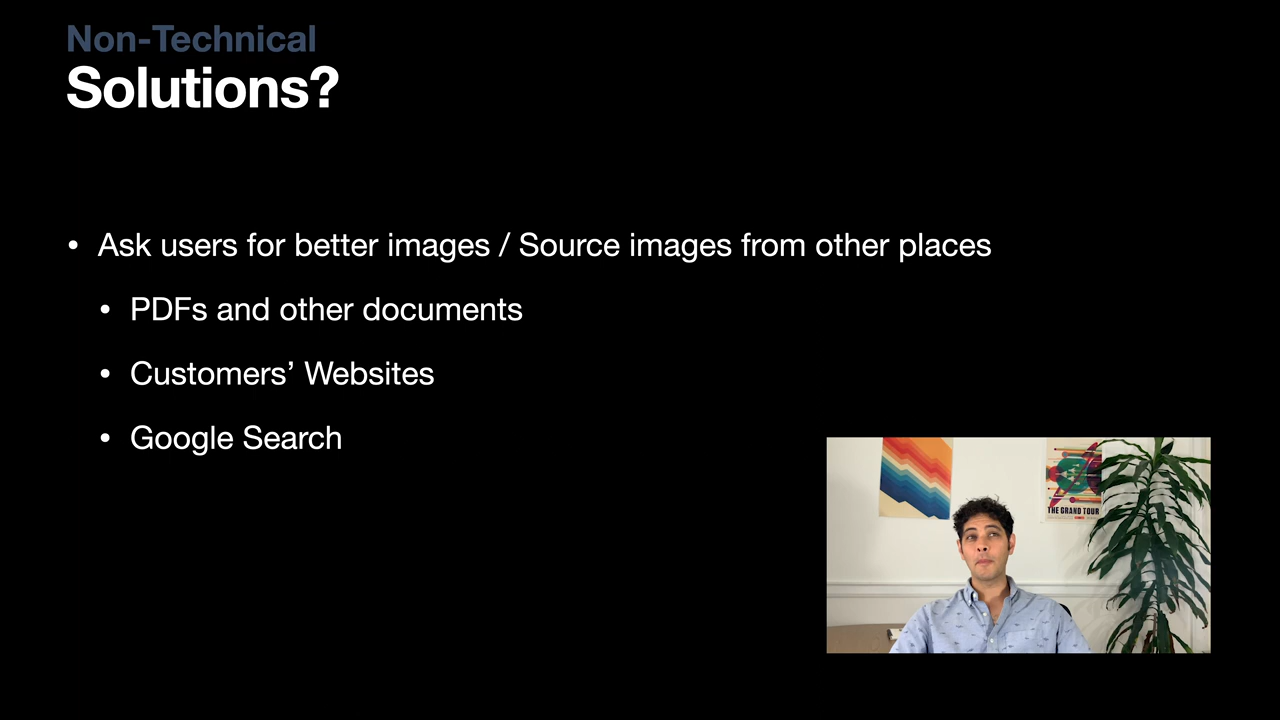 Non-Technical
Solutions?
• Ask users for better images / Source images from other places
• PDFs and other documents
• Customers’ Websites
• Google Search
THE GRAND TOUR